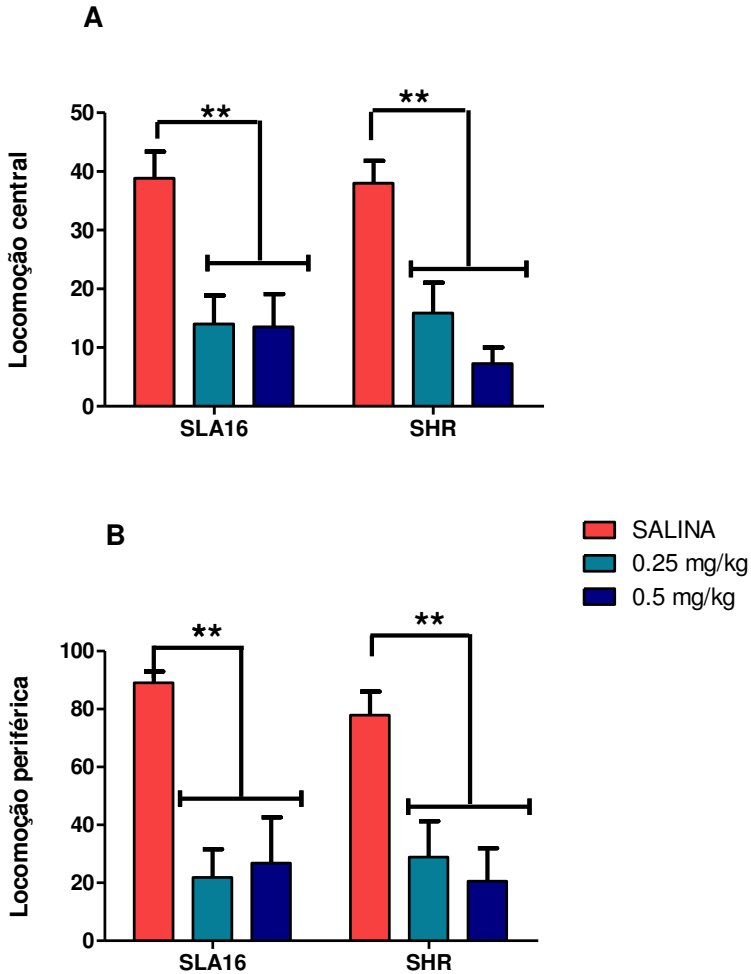 A
Locomoção central
50
40
30
20
10
0
**
**
SLA16
SHR
B
SALINA
0.25 mg/kg
0.5 mg/kg
Locomoção periférica
100
80
60
40
20
0
**
**
SLA16
SHR